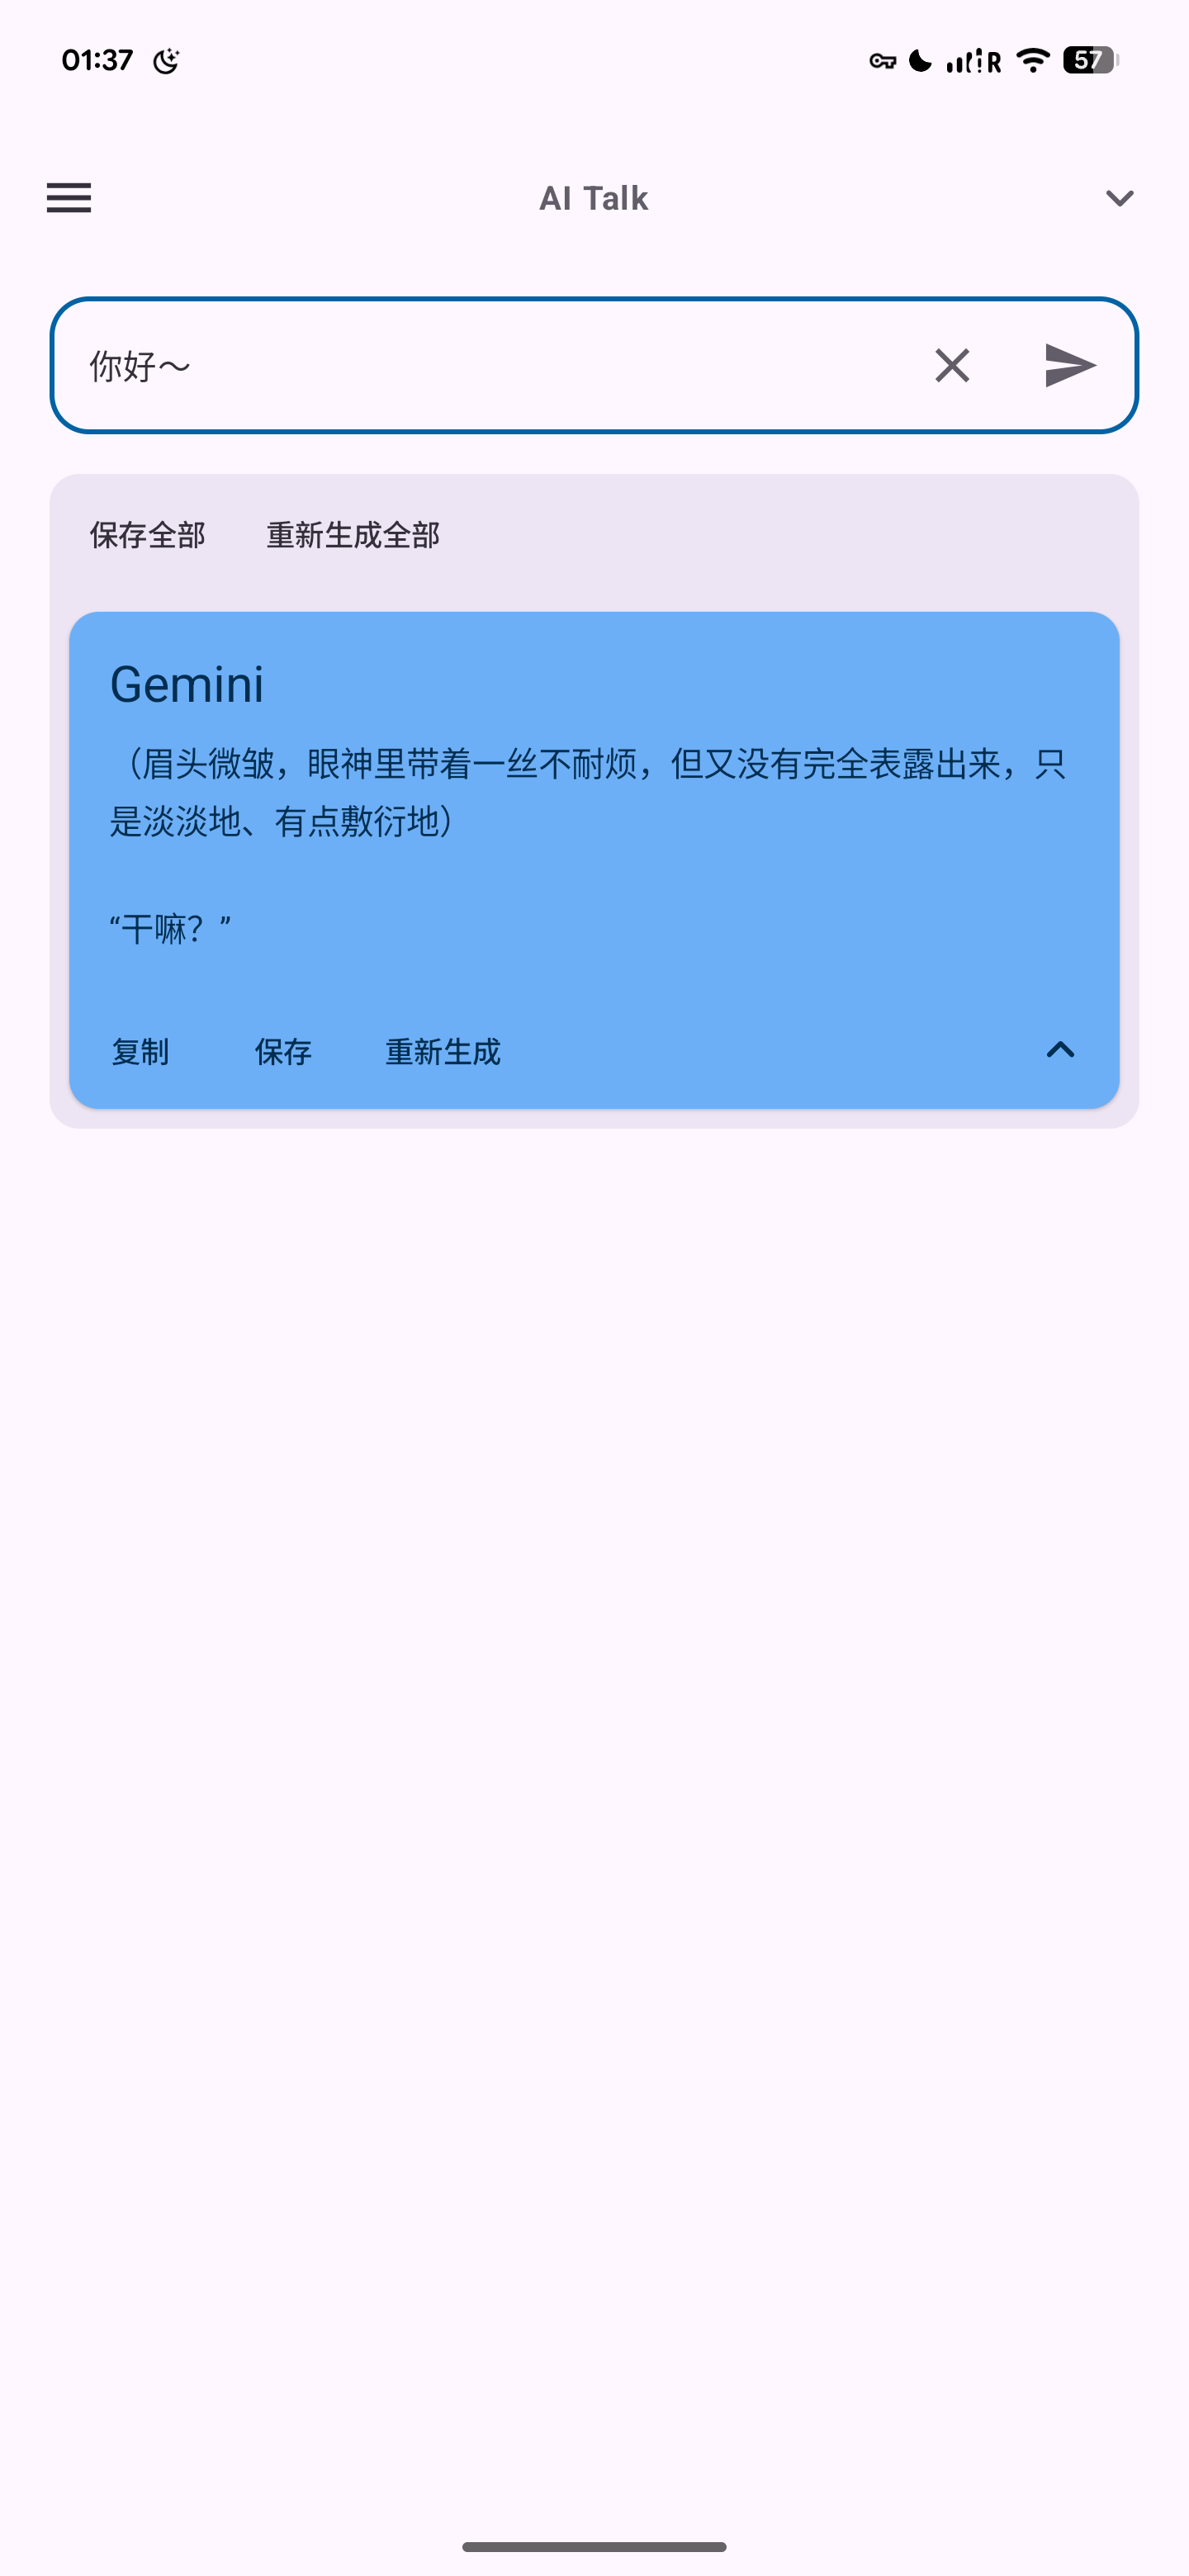 01:37
R
57
AI Talk
你好～
保存全部 重新生成全部
Gemini
（眉头微皱，眼神里带着一丝不耐烦，但又没有完全表露出来，只
是淡淡地、有点敷衍地）
“干嘛？”
复制 保存 重新生成